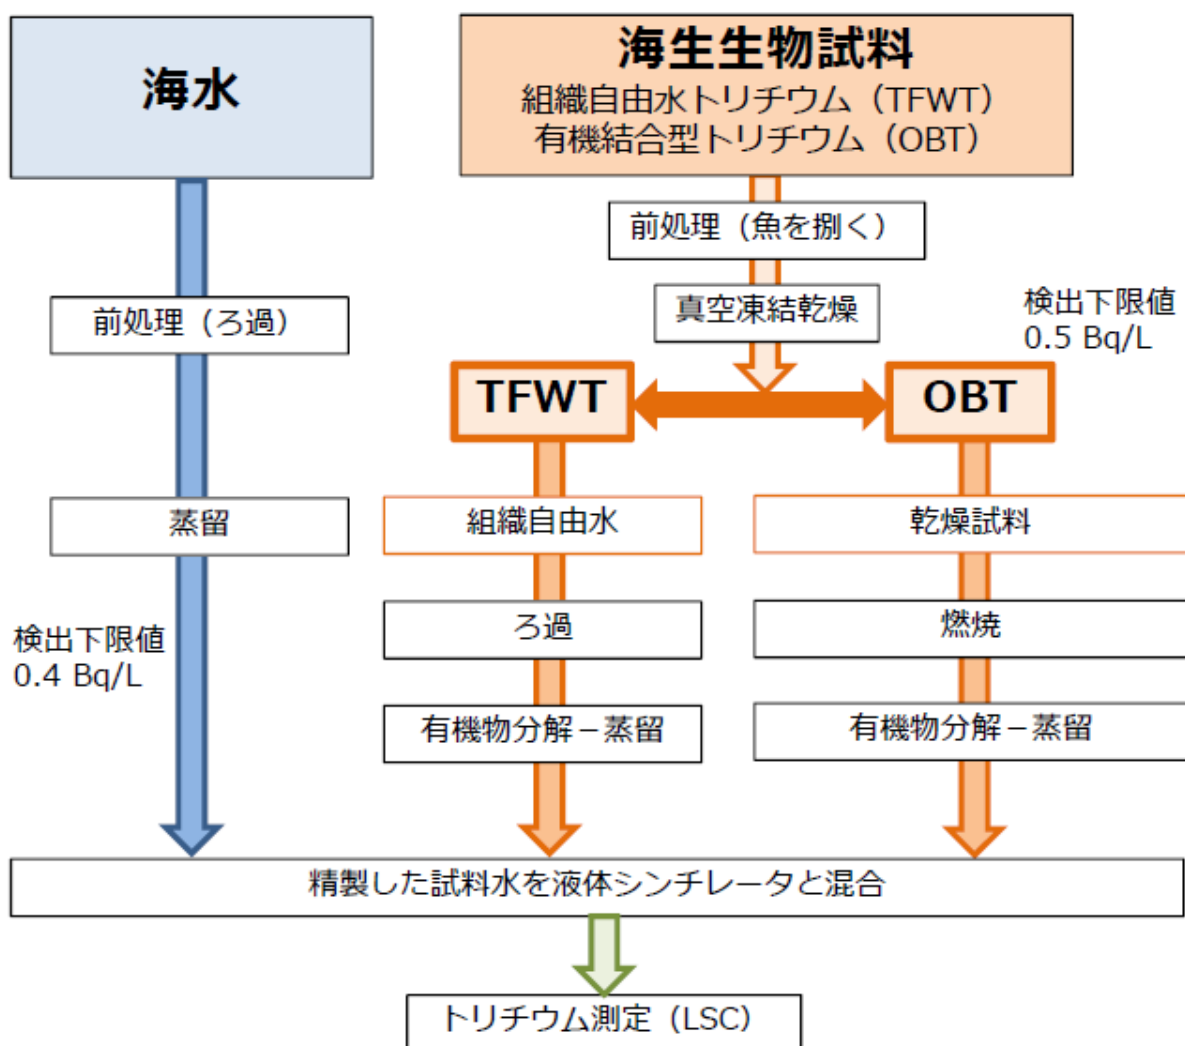 海水
前処理（ろ過）
蒸留
検出下限値
0.4 Bq/L
海生生物試料
組織自由水トリチウム（TFWT）
有機結合型トリチウム（OBT）
前処理（魚を捌く）
真空凍結乾燥
検出下限値
0.5 Bq/L
TFWT
組織自由水
ろ過
有機物分解－蒸留
OBT
乾燥試料
燃焼
有機物分解－蒸留
精製した試料水を液体シンチレータと混合
トリチウム測定（LSC）